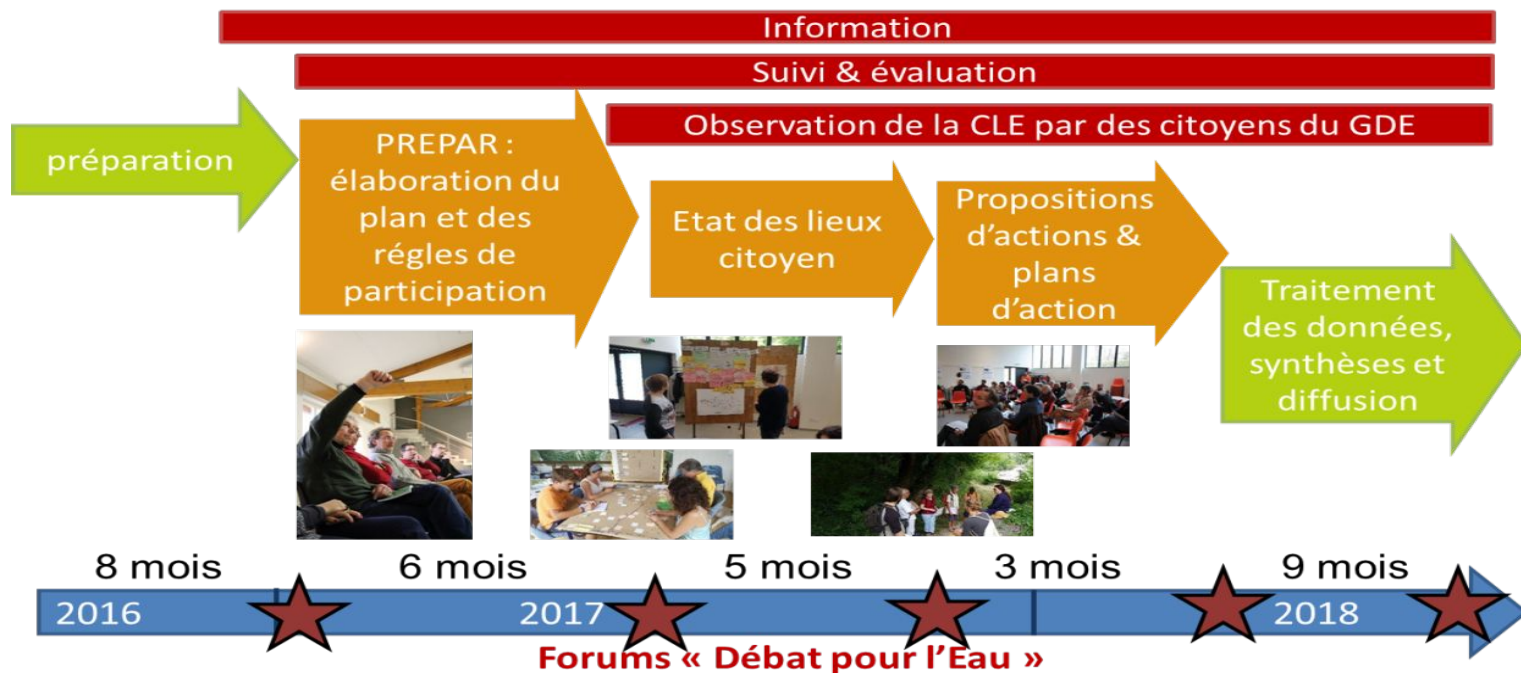 Information
Suivi & évaluation
Observation de la CLE par des citoyens du GDE
préparation
PREPAR :
élaboration du
plan et des
régles de
participation
Etat des lieux
citoyen
Propositions
d'actions &
plans
d'action
Traitement
des données,
synthèses et
diffusion
8 mois
6 mois
5 mois
3 mois
9 mois
2016
2017
2018
Forums « Débat pour l'Eau »